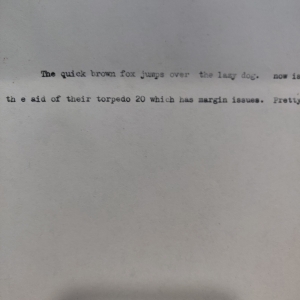 The quick brown fox jumps over the lazy dog. now is
th e aid of their torpedo 20 which has margin issues. Pretty